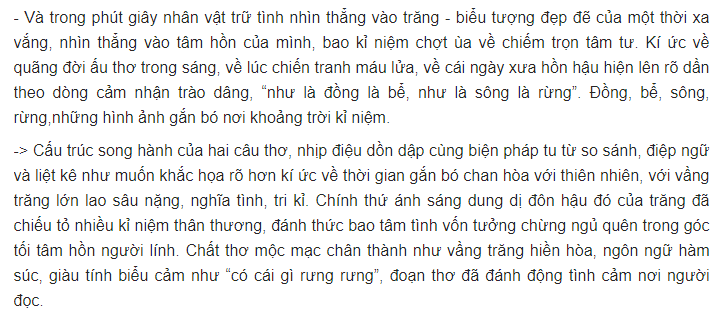 - Và trong phút giây nhân vật trữ tình nhìn thẳng vào trăng - biểu tượng đẹp đẽ của một thời xa
vắng, nhìn thẳng vào tâm hồn của mình, bao kỉ niệm chợt ùa về chiếm trọn tâm tư. Kí ức về
quãng đời ấu thơ trong sáng, về lúc chiến tranh máu lửa, về cái ngày xưa hồn hậu hiện lên rõ dần
theo dòng cảm nhận trào dâng, “như là đồng là bể, như là sông là rừng”. Đồng, bể, sông,
rừng,những hình ảnh gắn bó nơi khoảng trời kỉ niệm.
-> Cấu trúc song hành của hai câu thơ, nhịp điệu dồn dập cùng biện pháp tu từ so sánh, điệp ngữ
và liệt kê như muốn khắc họa rõ hơn kí ức về thời gian gắn bó chan hòa với thiên nhiên, với vầng
trăng lớn lao sâu nặng, nghĩa tình, tri kỉ. Chính thứ ánh sáng dung dị đôn hậu đó của trăng đã
chiếu tỏ nhiều kỉ niệm thân thương, đánh thức bao tâm tình vốn tưởng chừng ngủ quên trong góc
tối tâm hồn người lính. Chất thơ mộc mạc chân thành như vầng trăng hiền hòa, ngôn ngữ hàm
súc, giàu tính biểu cảm như “có cái gì rưng rưng”, đoạn thơ đã đánh động tình cảm nơi người
đọc.